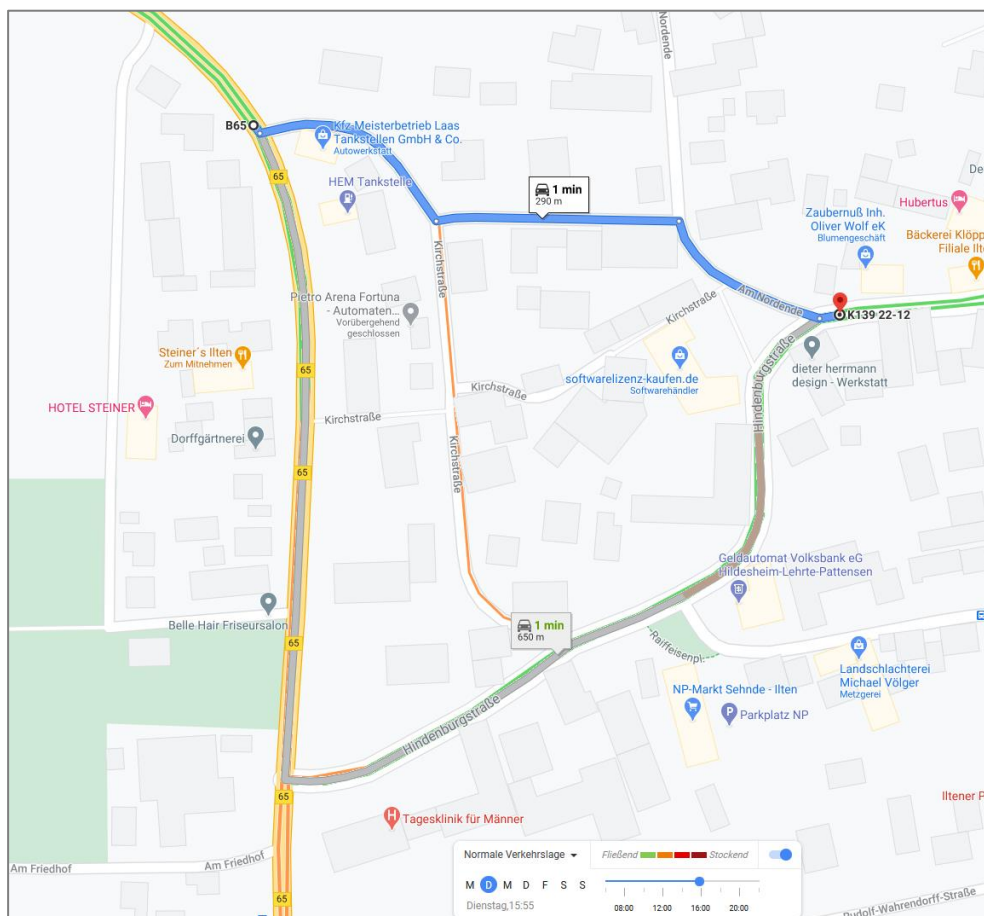 Nordende
B65
Kfz-Meisterbetrieb Laas
Tankstellen GmbH & Co.
Autowerkstatt
65
HEM Tankstelle
1 min
290 m
Hubertus
Zaubernuß Inh.
Oliver Wolf eK
Blumengeschäft
Bäckerei Klöpp
Filiale Ilte
Kirchstraße
Pietro Arena Fortuna
- Automaten...
Vorübergehend
geschlossen
Kirchstraße
Am Nordende
K139 22-12
Steiner´s Ilten
Zum Mitnehmen
65
dieter herrmann
design - Werkstatt
softwarelizenz-kaufen.de
Softwarehändler
Kirchstraße
HOTEL STEINER
Kirchstraße
Dorffgärtnerei
Hindenburgstraße
Kirchstraße
65
Geldautomat Volksbank eG
Hildesheim-Lehrte-Pattensen
Belle Hair Friseursalon
1 min
650 m
65
Raiffeisenpl.
Landschlachterei
Michael Völger
Metzgerei
NP-Markt Sehnde - Ilten
Parkplatz NP
Hindenburgstraße
65
Iltener P
Tagesklinik für Männer
Am Friedhof
Am Friedhof
Normale Verkehrslage
Fließend
Stockend
M D M D F S S
Dienstag, 15:55
08:00 12:00 16:00 20:00
65
Rudolf-Wahrendorff-Straße